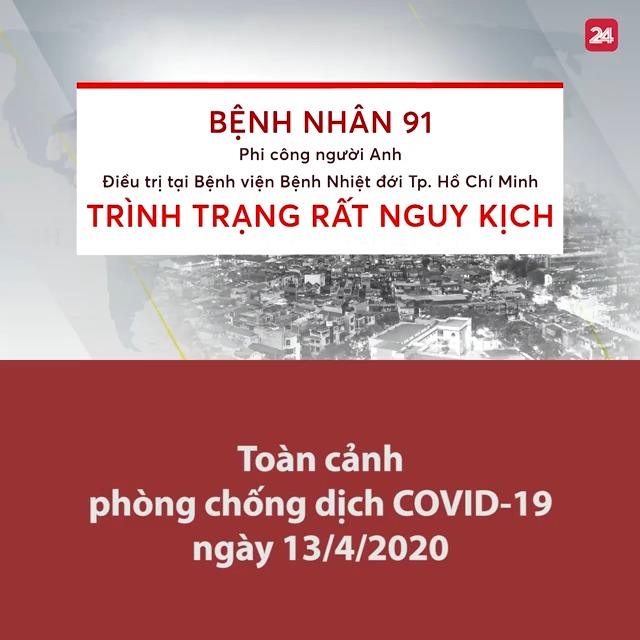 24
BỆNH NHÂN 91
Phi công người Anh
Điều trị tại Bệnh viện Bệnh Nhiệt đới Tp. Hồ Chí Minh
TRÌNH TRẠNG RẤT NGUY KỊCH
Toàn cảnh
phòng chống dịch COVID-19
ngày 13/4/2020